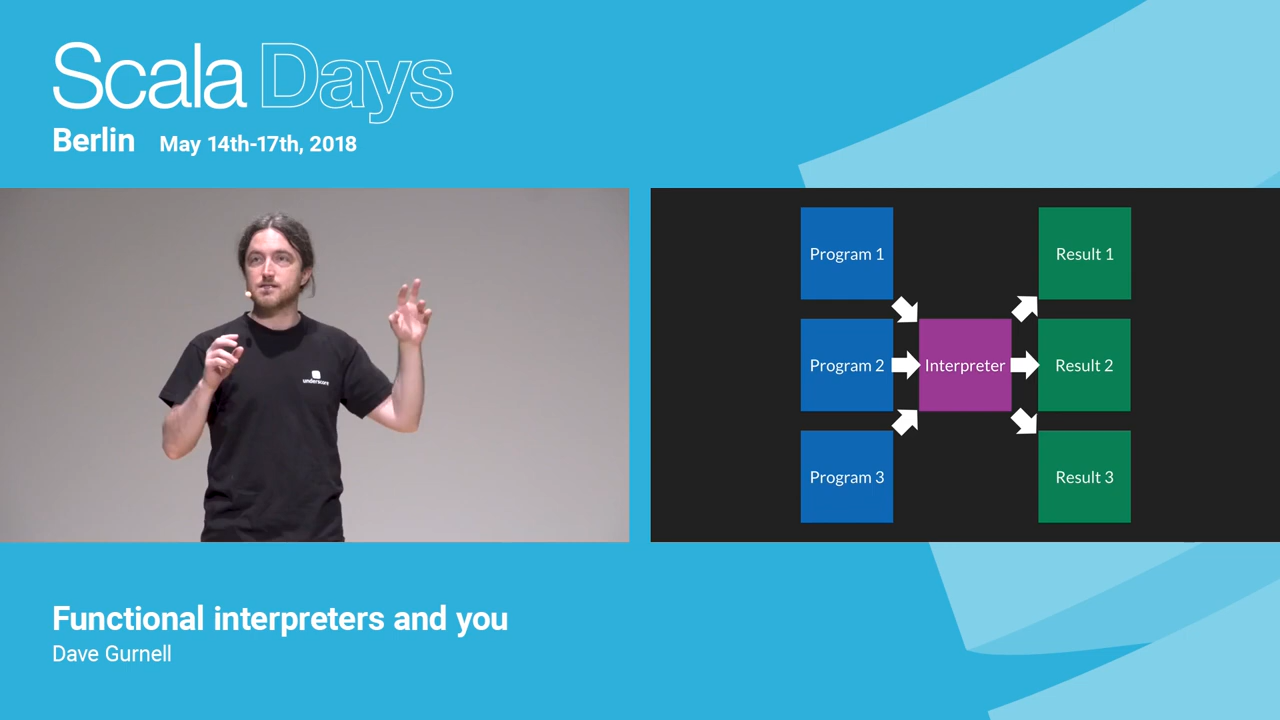 Scala Days
Berlin May 14th-17th, 2018
Program 1
Result 1
Program 2
Interpreter
Result 2
Program 3
Result 3
underscore
Functional interpreters and you
Dave Gurnell